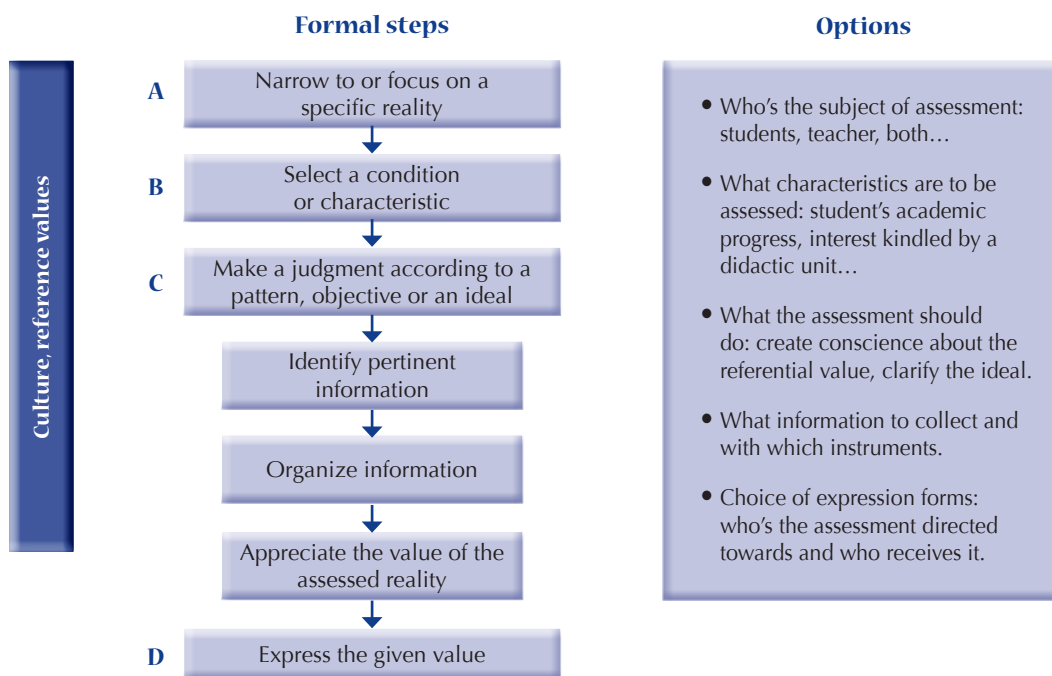 Formal steps
Options
Culture, reference values
A
Narrow to or focus on a
specific reality
B
Select a condition
or characteristic
C
Make a judgment according to a
pattern, objective or an ideal
Identify pertinent
information
Organize information
Appreciate the value of the
assessed reality
D
Express the given value
• Who’s the subject of assessment:
students, teacher, both…
• What characteristics are to be
assessed: student’s academic
progress, interest kindled by a
didactic unit…
• What the assessment should
do: create conscience about the
referential value, clarify the ideal.
• What information to collect and
with which instruments.
• Choice of expression forms:
who’s the assessment directed
towards and who receives it.